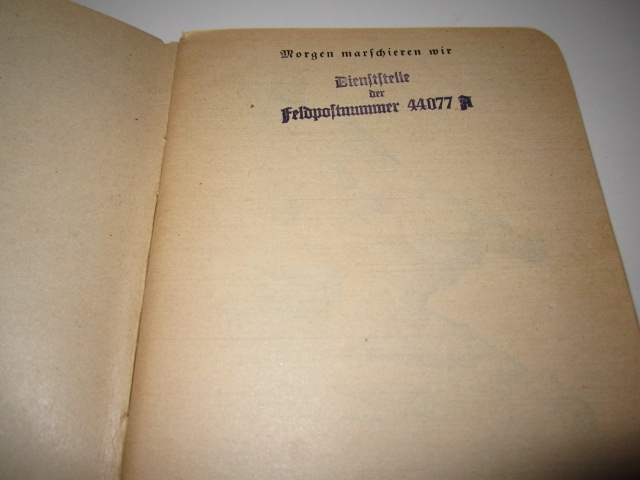 Morgen marschieren wir
Dienststelle
der
Feldpostnummer 44077 A